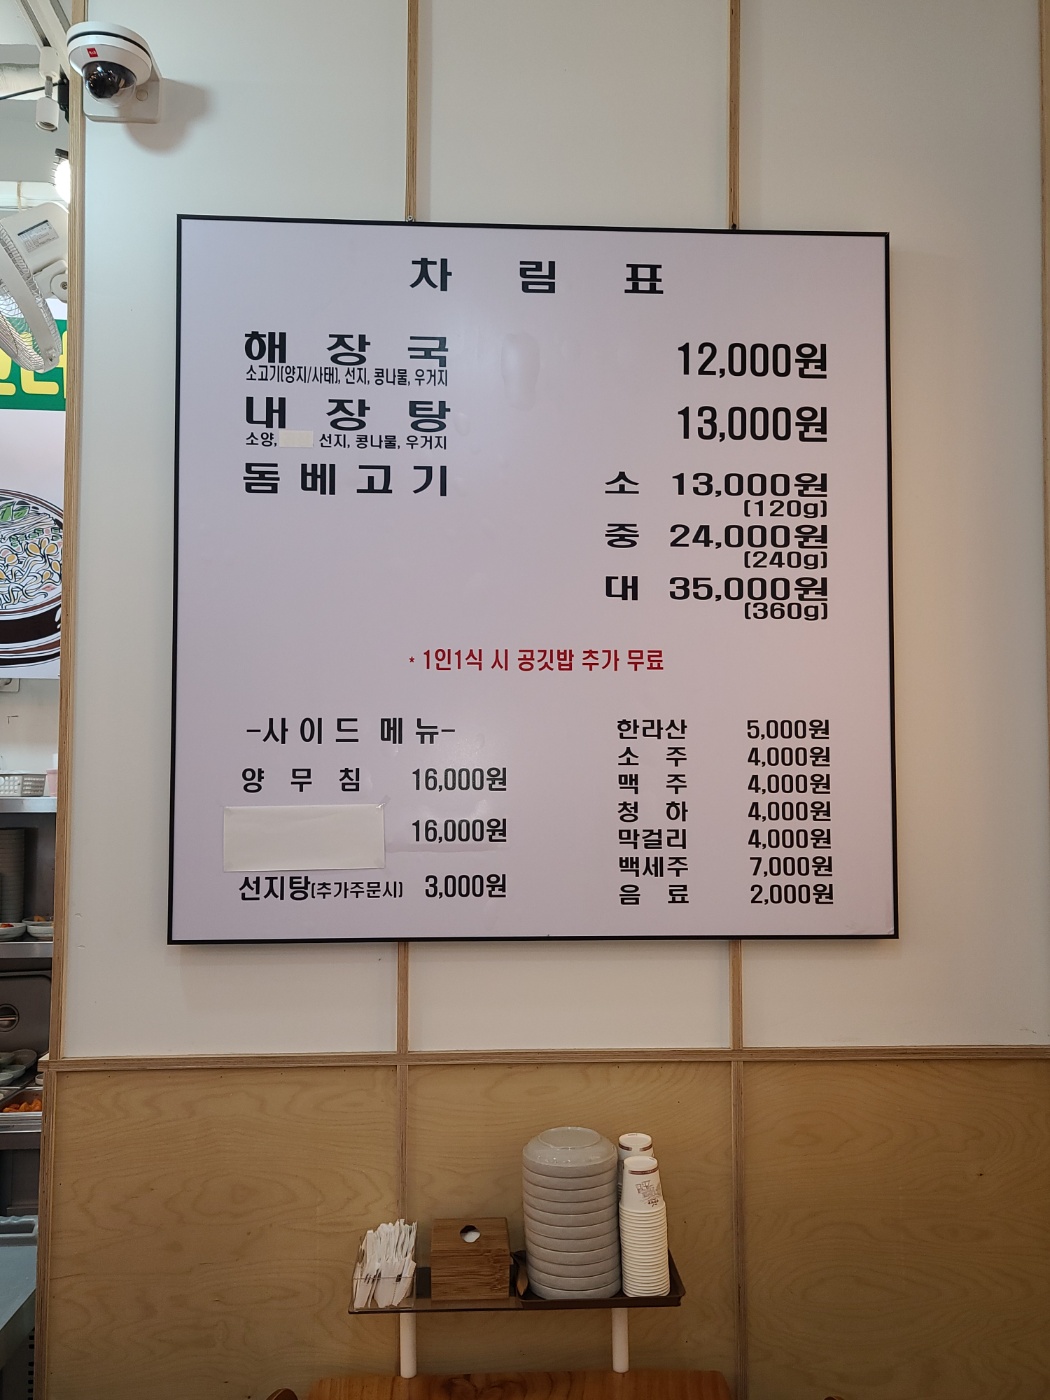 차 림 표
해 장 국 12,000원
소고기(양지/사태), 선지, 콩나물, 우거지
내 장 탕 13,000원
소양, 선지, 콩나물, 우거지
돔 베 고 기 소 13,000원
(120g)
중 24,000원
(240g)
대 35,000원
(360g)
* 1인1식 시 공깃밥 추가 무료
-사 이 드 메 뉴-
양 무 침 16,000원
16,000원
선지탕(추가주문시) 3,000원
한라산 5,000원
소 주 4,000원
맥 주 4,000원
청 하 4,000원
막걸리 4,000원
백세주 7,000원
음 료 2,000원